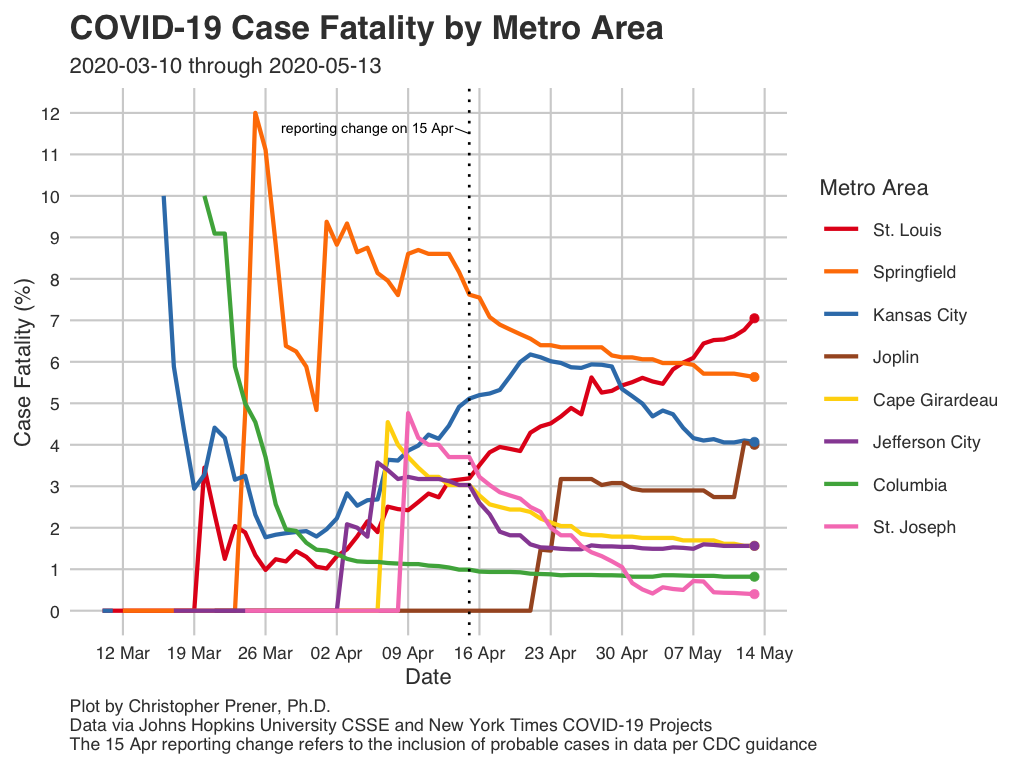 COVID-19 Case Fatality by Metro Area
2020-03-10 through 2020-05-13
reporting change on 15 Apr
12
11
10
9
8
7
6
5
4
3
2
1
0
Case Fatality (%)
12 Mar 19 Mar 26 Mar 02 Apr 09 Apr 16 Apr 23 Apr 30 Apr 07 May 14 May
Date
Metro Area
St. Louis
Springfield
Kansas City
Joplin
Cape Girardeau
Jefferson City
Columbia
St. Joseph
Plot by Christopher Prener, Ph.D.
Data via Johns Hopkins University CSSE and New York Times COVID-19 Projects
The 15 Apr reporting change refers to the inclusion of probable cases in data per CDC guidance